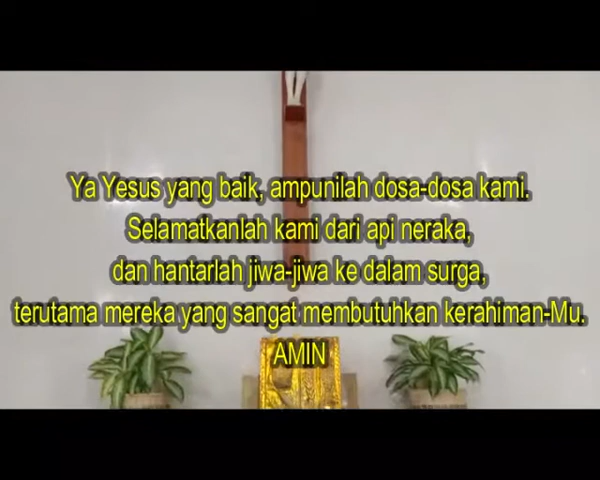 Ya Yesus yang baik, ampunilah dosa-dosa kami.
Selamatkanlah kami dari api neraka,
dan hantarlah jiwa-jiwa ke dalam surga,
terutama mereka yang sangat membutuhkan kerahiman-Mu.
AMIN